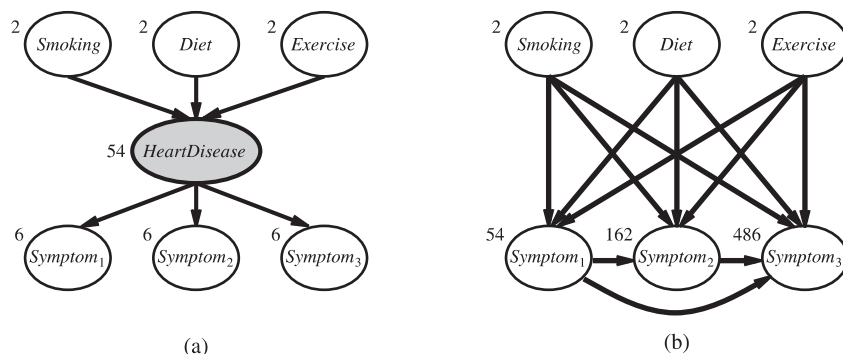 2 Smoking 2 Diet 2 Exercise
54 HeartDisease
6 Symptom1 6 Symptom2 6 Symptom3
(a)
2 Smoking 2 Diet 2 Exercise
54 Symptom1 162 Symptom2 486 Symptom3
(b)